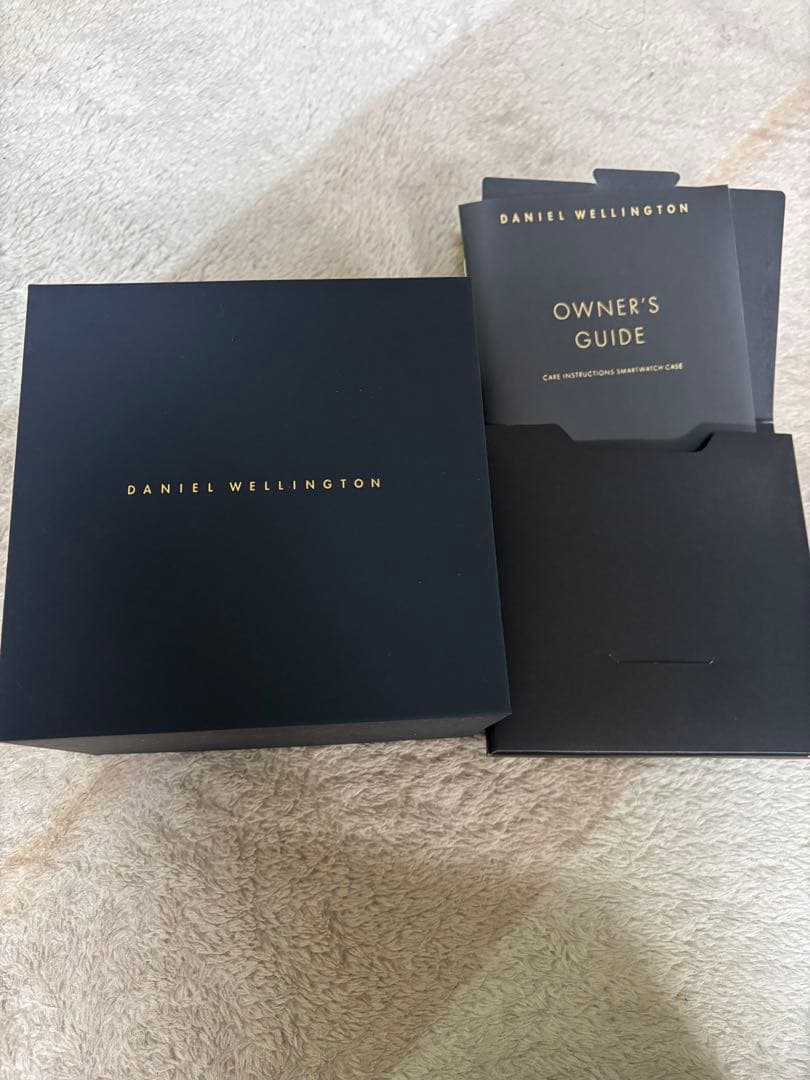 DANIEL WELLINGTON
OWNER'S
GUIDE
CARE INSTRUCTIONS SMARTWATCH CASE
DANIEL WELLINGTON